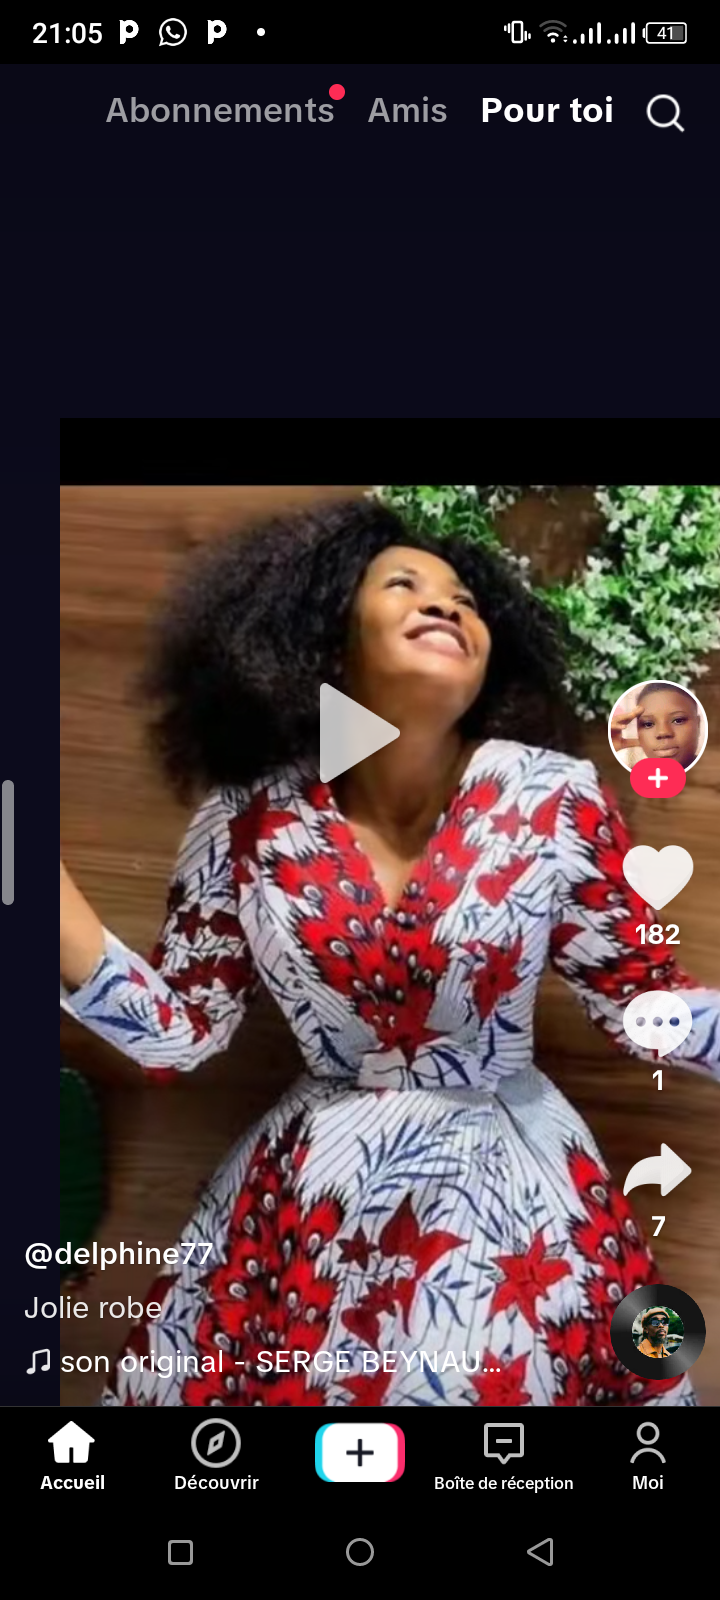 21:05
41
Abonnements Amis Pour toi
182
1
7
@delphine77
Jolie robe
son original - SERGE BEYNAU...
Accueil Découvrir Boîte de réception Moi